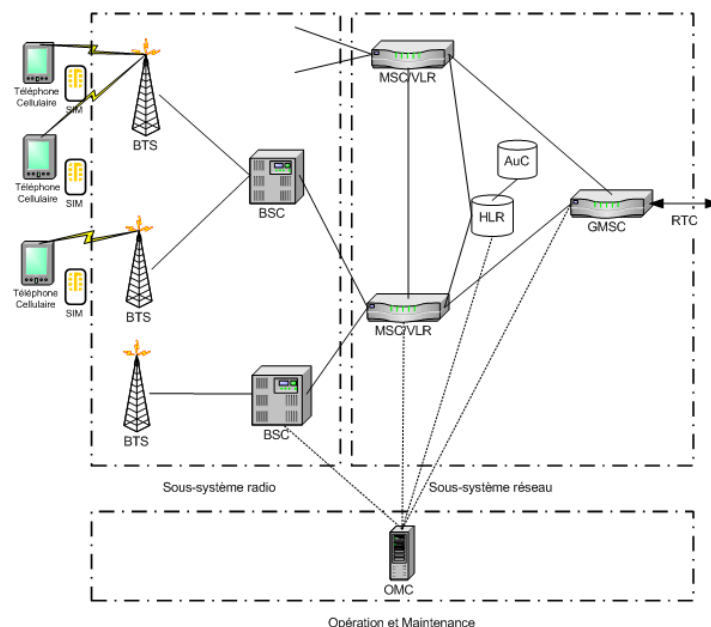 MSC/VLR
Téléphone
Cellulaire
SIM
BTS
AuC
BSC
HLR
Téléphone
Cellulaire
SIM
GMSC
RTC
Téléphone
Cellulaire
SIM
BTS
MSC/VLR
BTS
BSC
Sous-système radio
Sous-système réseau
OMC
Opération et Maintenance